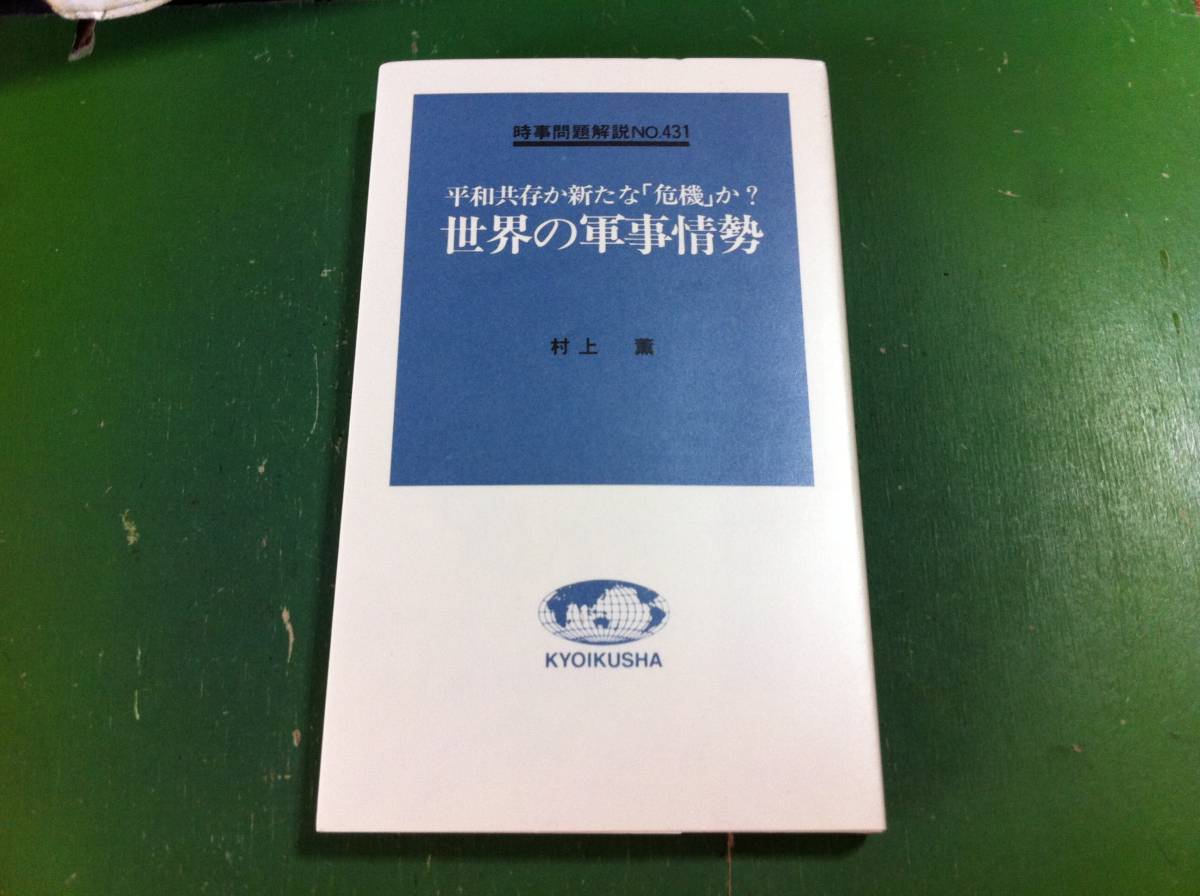 時事問題解説NO.431
平和共存か新たな「危機」か?
世界の軍事情勢
村上 薫
KYOIKUSHA